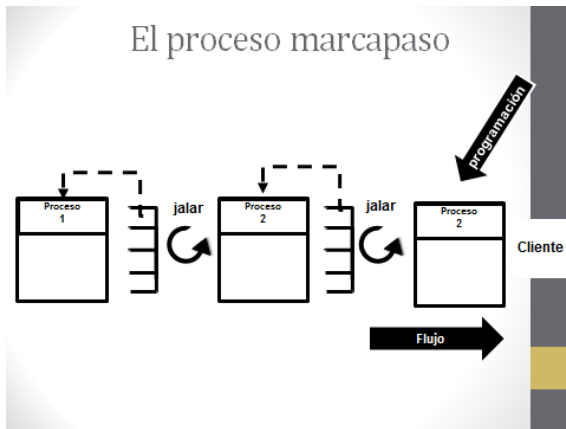 El proceso marcapaso
programación
jalar
jalar
Proceso
1
Proceso
2
Proceso
2
Cliente
Flujo